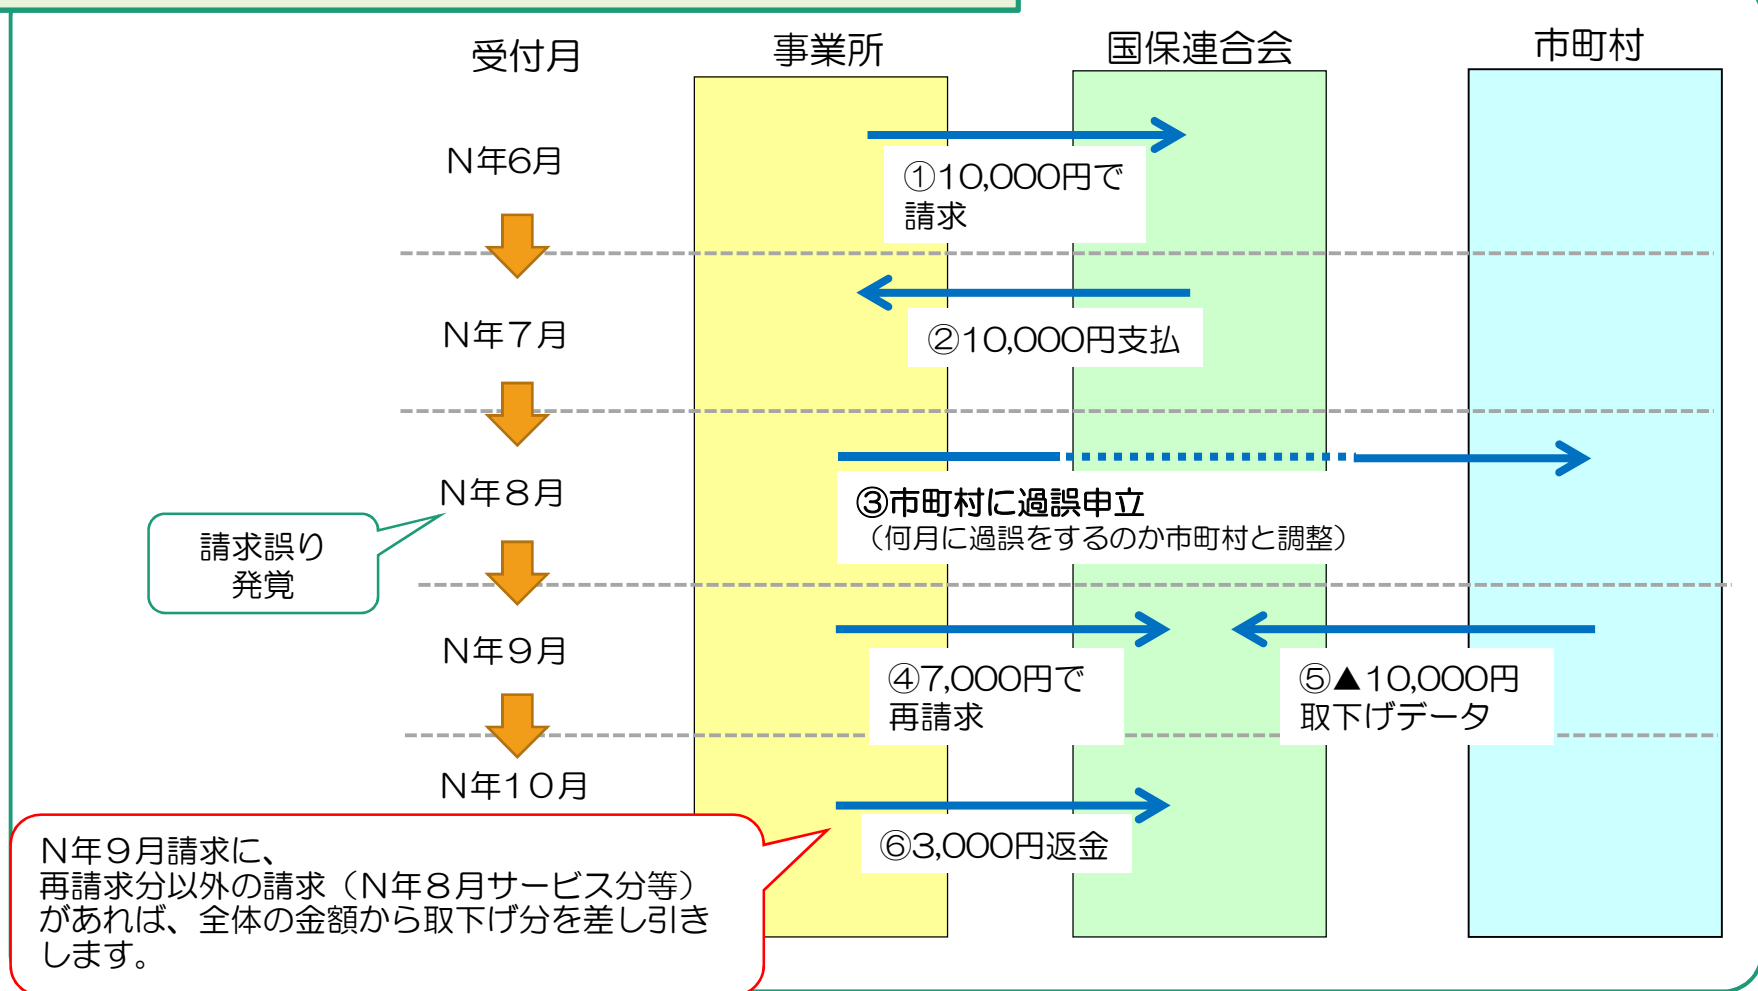 受付月
事業所
国保連合会
市町村
N年6月
①10,000円で
請求
N年７月
②10,000円支払
N年８月
請求誤り
発覚
③市町村に過誤申立
（何月に過誤をするのか市町村と調整）
N年９月
④7,000円で
再請求
⑤▲10,000円
取下げデータ
N年１０月
⑥3,000円返金
N年９月請求に、
再請求分以外の請求（N年８月サービス分等）
があれば、全体の金額から取下げ分を差し引き
します。